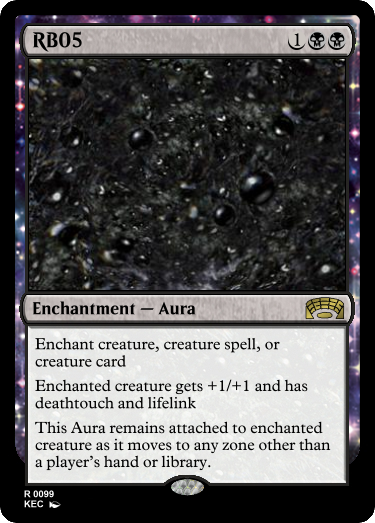 RB05 1
Enchantment — Aura
Enchant creature, creature spell, or
creature card
Enchanted creature gets +1/+1 and has
deathtouch and lifelink
This Aura remains attached to enchanted
creature as it moves to any zone other than
a player's hand or library.
R 0099
KEC